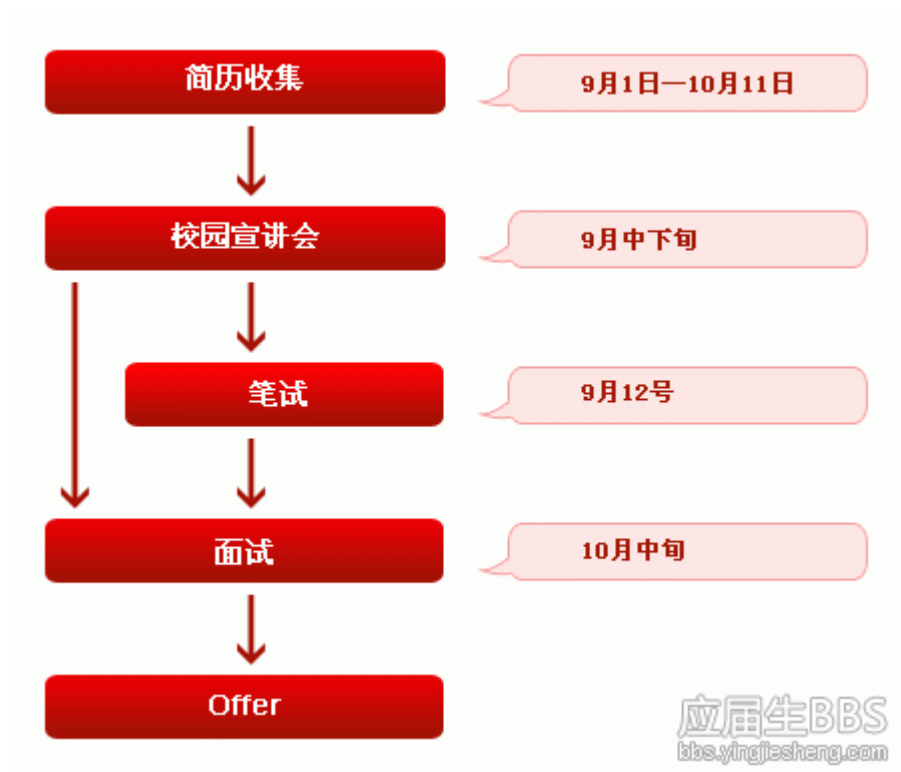 简历收集
9月1日—10月11日
校园宣讲会
9月中下旬
笔试
9月12号
面试
10月中旬
Offer
应届生BBS
bbs.yingjiesheng.com